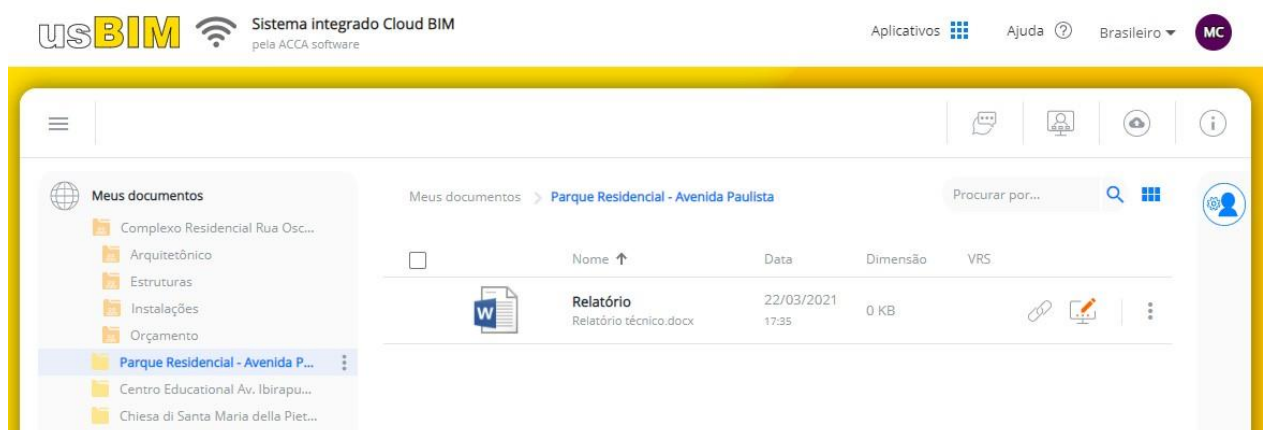 usBIM
Sistema integrado Cloud BIM
pela ACCA software
Aplicativos
Ajuda ?
Brasileiro
MC
Meus documentos
Complexo Residencial Rua Osc...
Arquitetônico
Estruturas
Instalações
Orçamento
Parque Residencial - Avenida P...
Centro Educational Av. Ibirapu...
Chiesa di Santa Maria della Piet...
Meus documentos > Parque Residencial - Avenida Paulista
Procurar por...
Nome Data Dimensão VRS
W
Relatório 22/03/2021 0 KB
Relatório técnico.docx 17:35